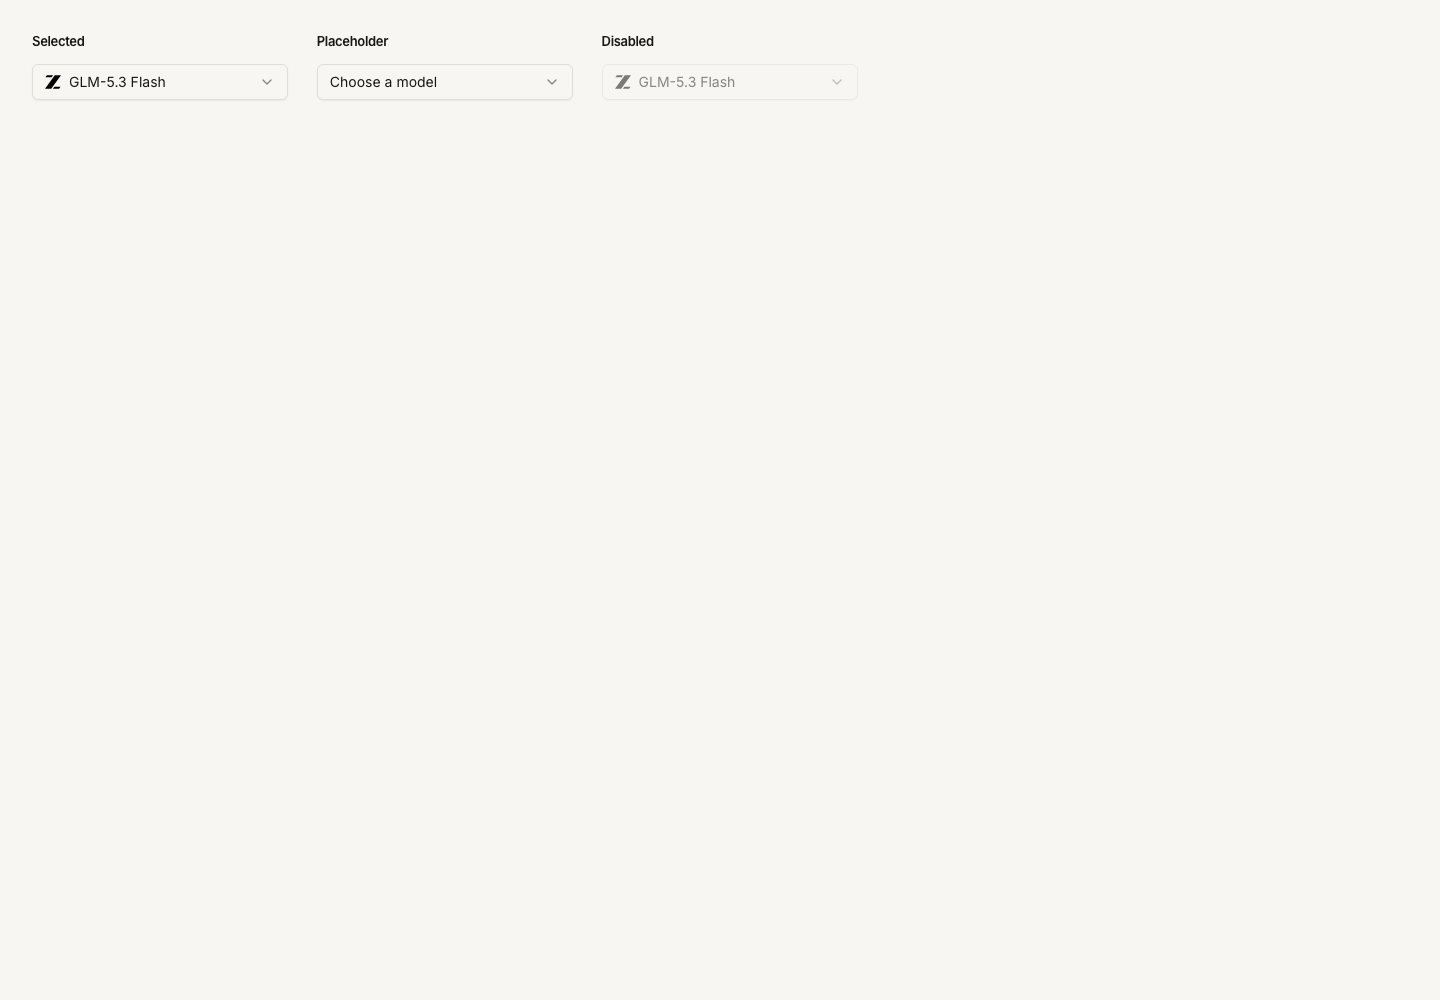 Selected
GLM-5.3 Flash
Placeholder
Choose a model
Disabled
GLM-5.3 Flash